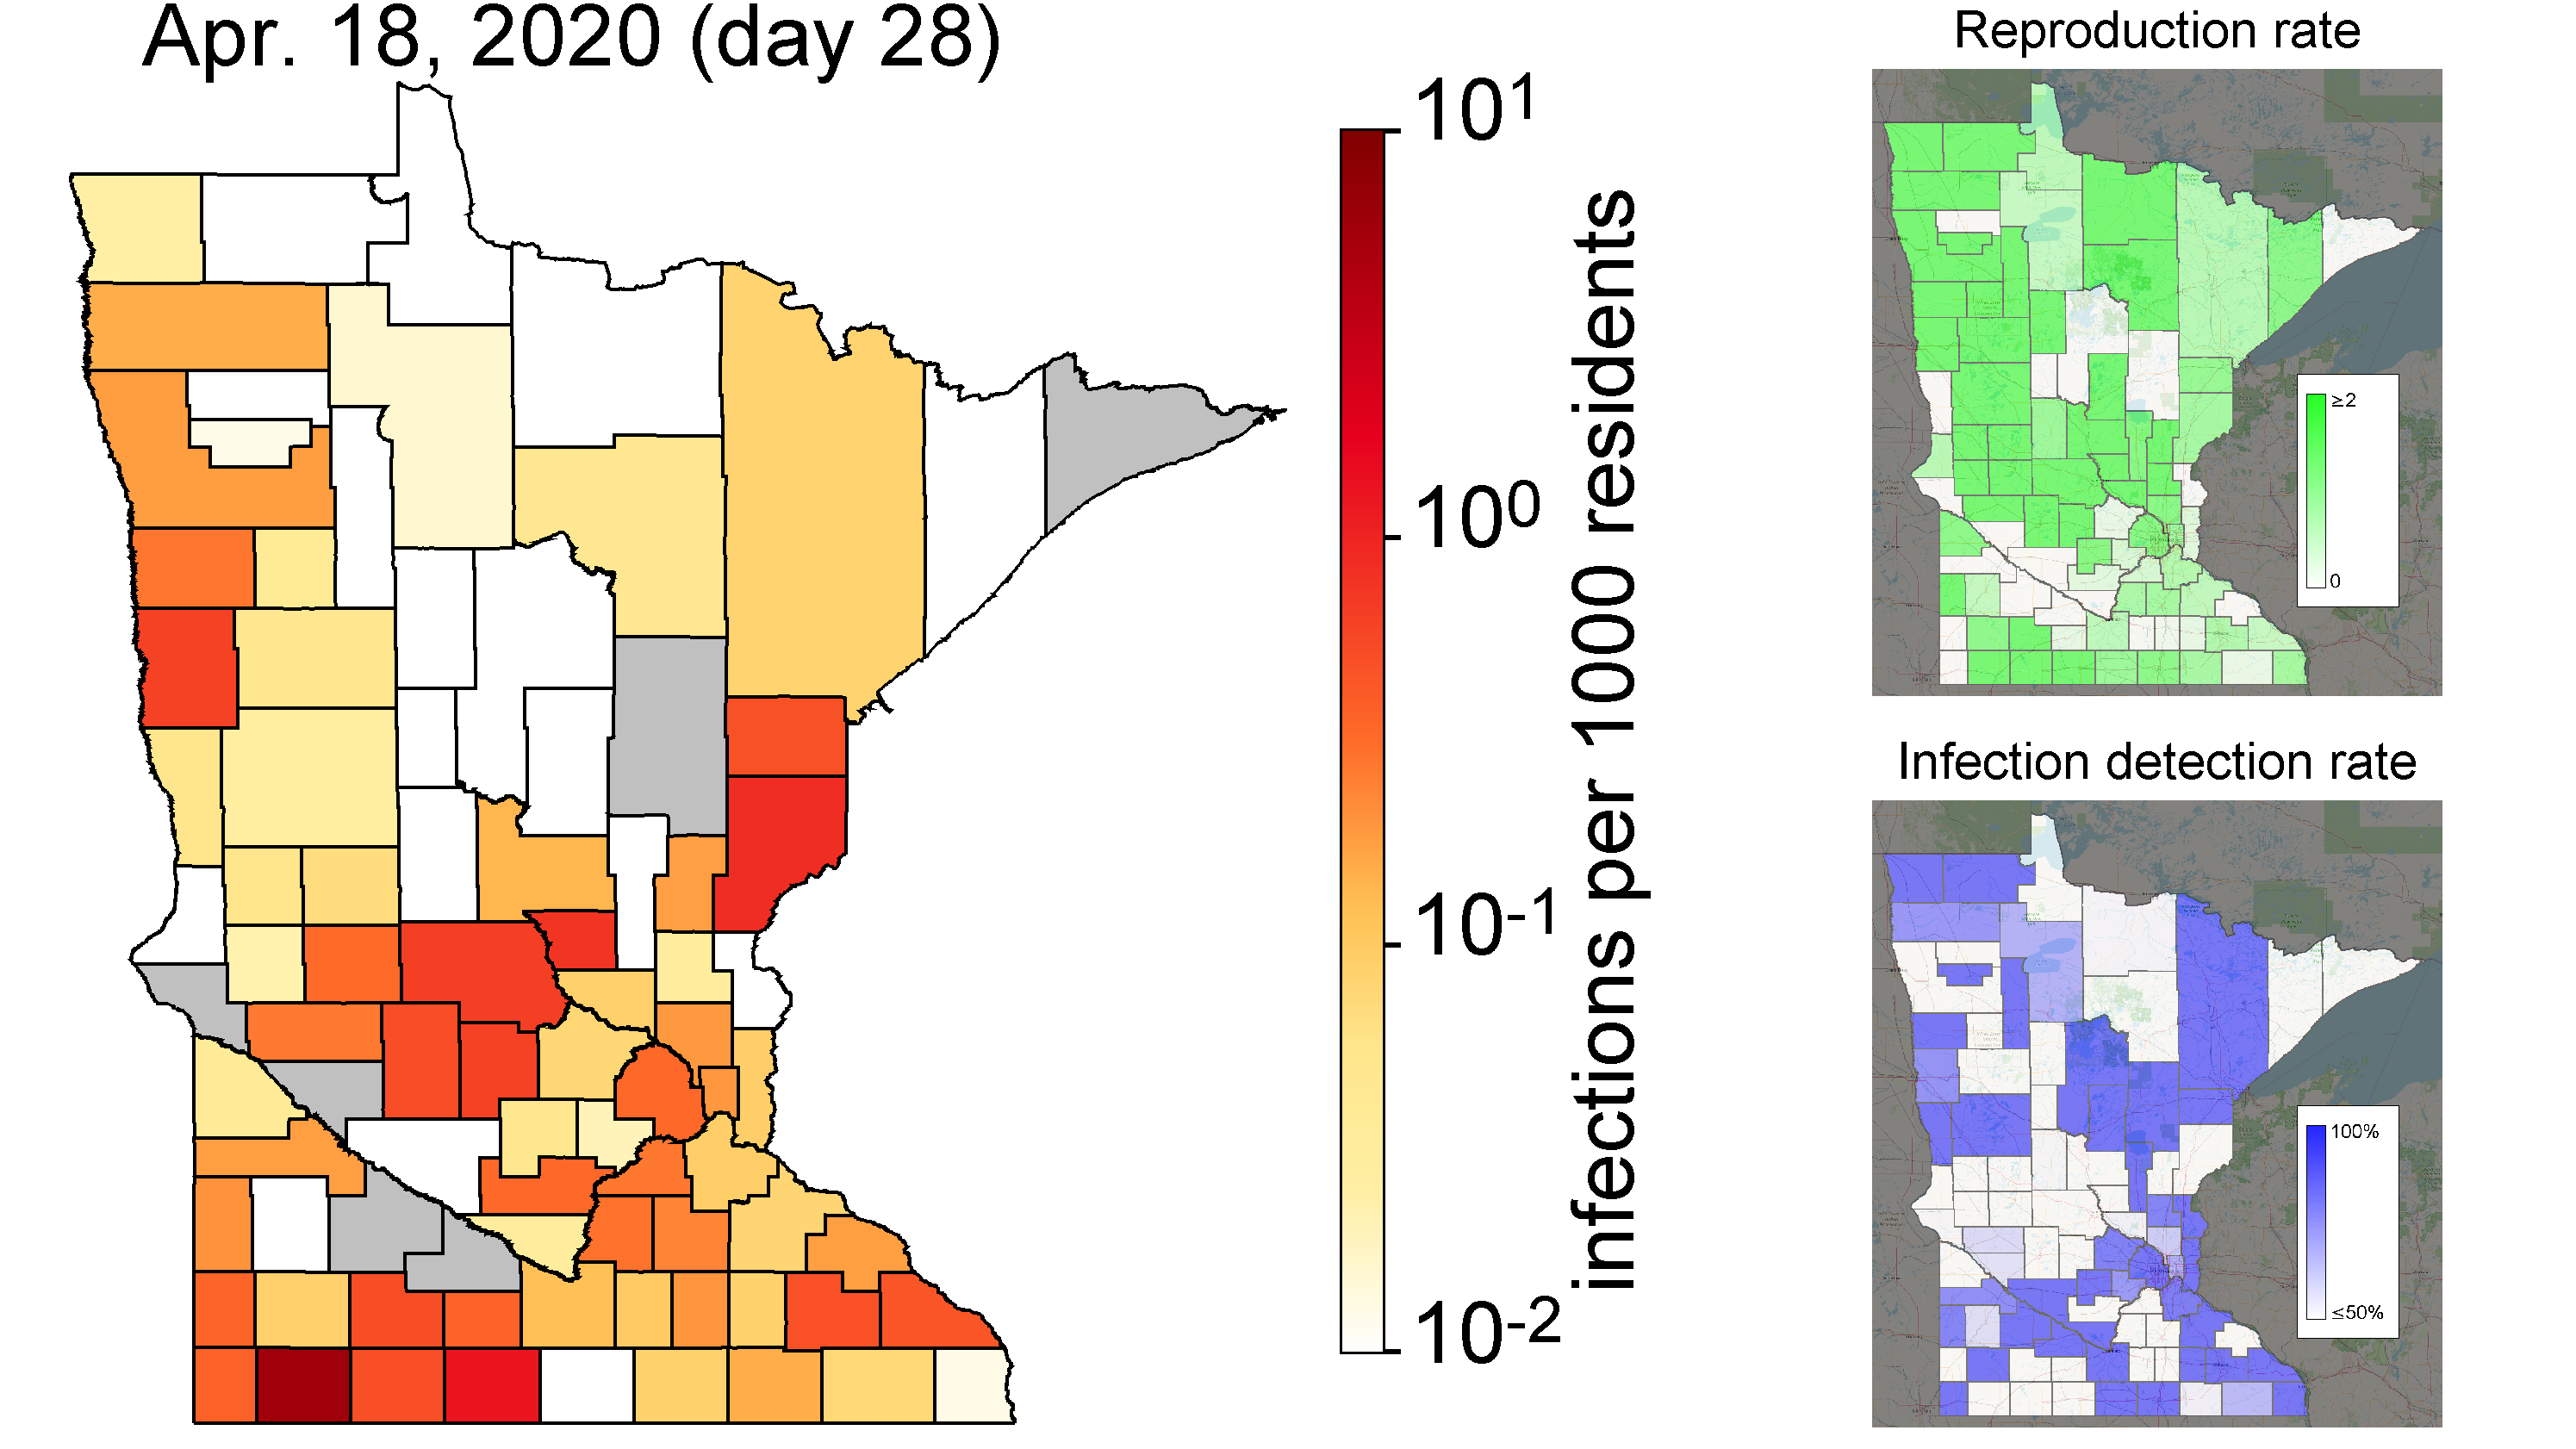 Apr. 18, 2020 (day 28)
10¹
10⁰
10⁻¹
10⁻²
infections per 1000 residents
Reproduction rate
≥2
0
Infection detection rate
100%
≤50%